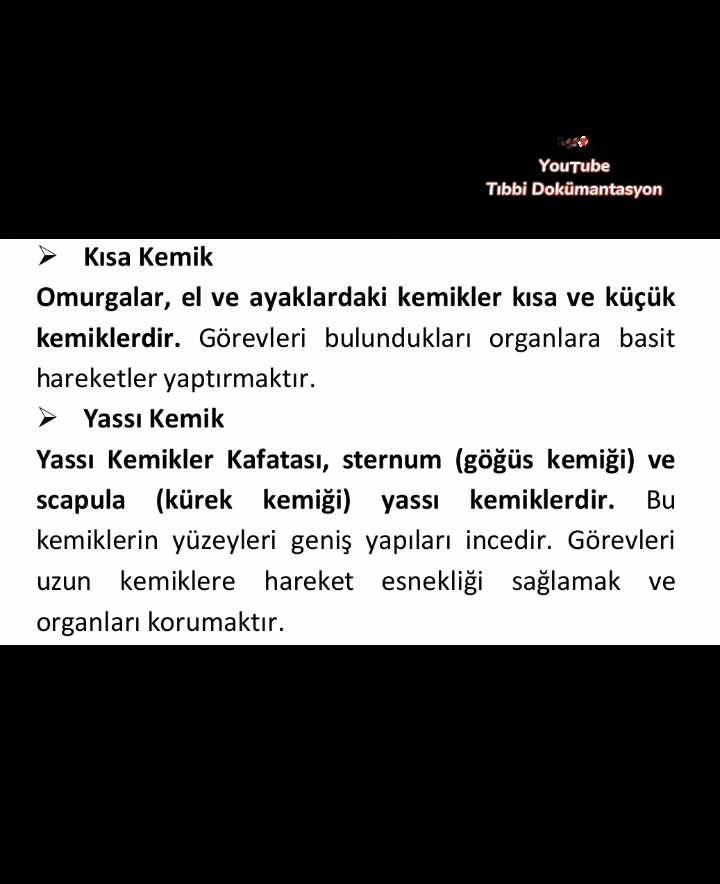 YouTube
Tıbbi Dokümantasyon
➢ Kısa Kemik
Omurgalar, el ve ayaklardaki kemikler kısa ve küçük
kemiklerdir. Görevleri bulundukları organlara basit
hareketler yaptırmaktır.
➢ Yassı Kemik
Yassı Kemikler Kafatası, sternum (göğüs kemiği) ve
scapula (kürek kemiği) yassı kemiklerdir. Bu
kemiklerin yüzeyleri geniş yapıları incedir. Görevleri
uzun kemiklere hareket esnekliği sağlamak ve
organları korumaktır.